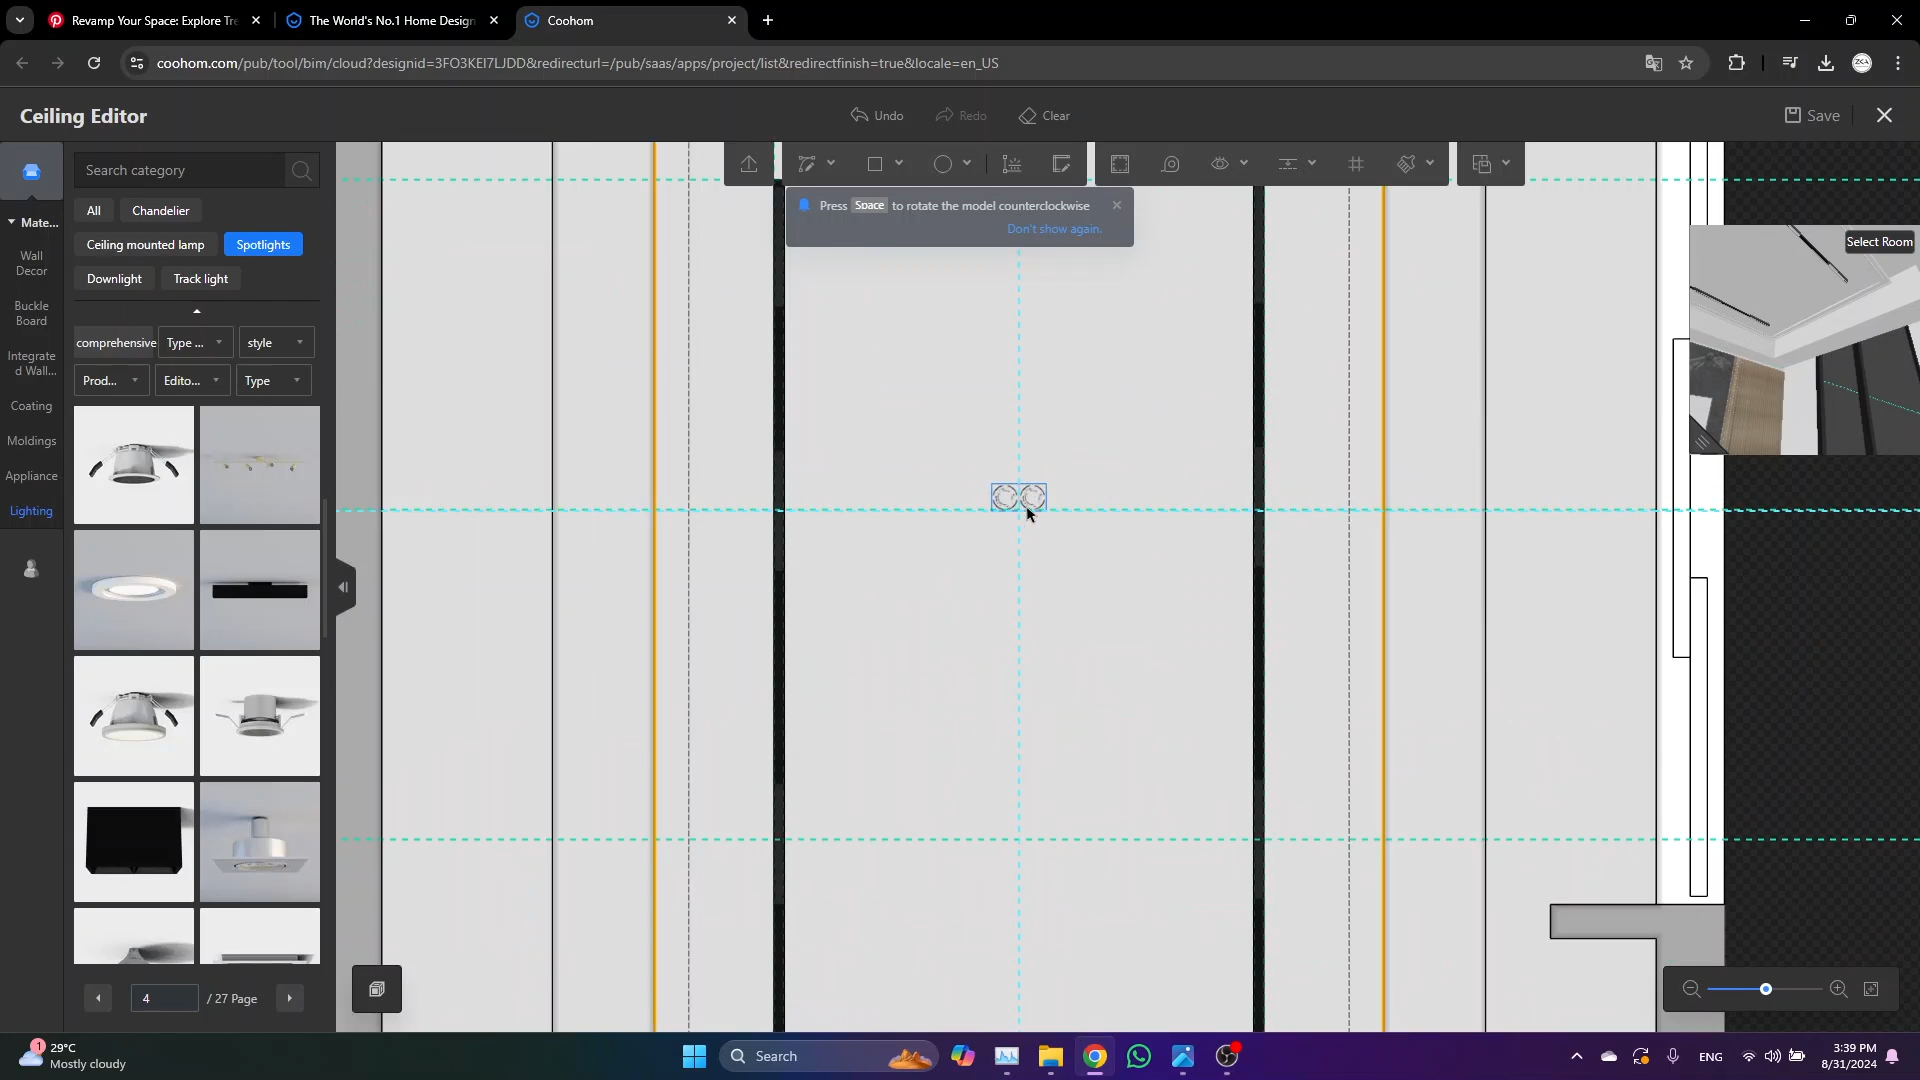 Revamp Your Space: Explore Tre
The World's No.1 Home Design
Coohom
coohom.com/pub/tool/bim/cloud?designid=3FO3KEI7LJDD&redirecturl=/pub/saas/apps/project/list&redirectfinish=true&locale=en_US
Ceiling Editor
Undo
Redo
Clear
Save
Search category
Press Space to rotate the model counterclockwise
Don't show again.
Select Room
All
Chandelier
Ceiling mounted lamp
Spotlights
Downlight
Track light
Mate...
Wall
Decor
Buckle
Board
Integrate
d Wall...
Coating
Moldings
Appliance
Lighting
comprehensive
Type ...
style
Prod...
Edito...
Type
4
/ 27 Page
1
29°C
Mostly cloudy
Search
ENG
3:39 PM
8/31/2024